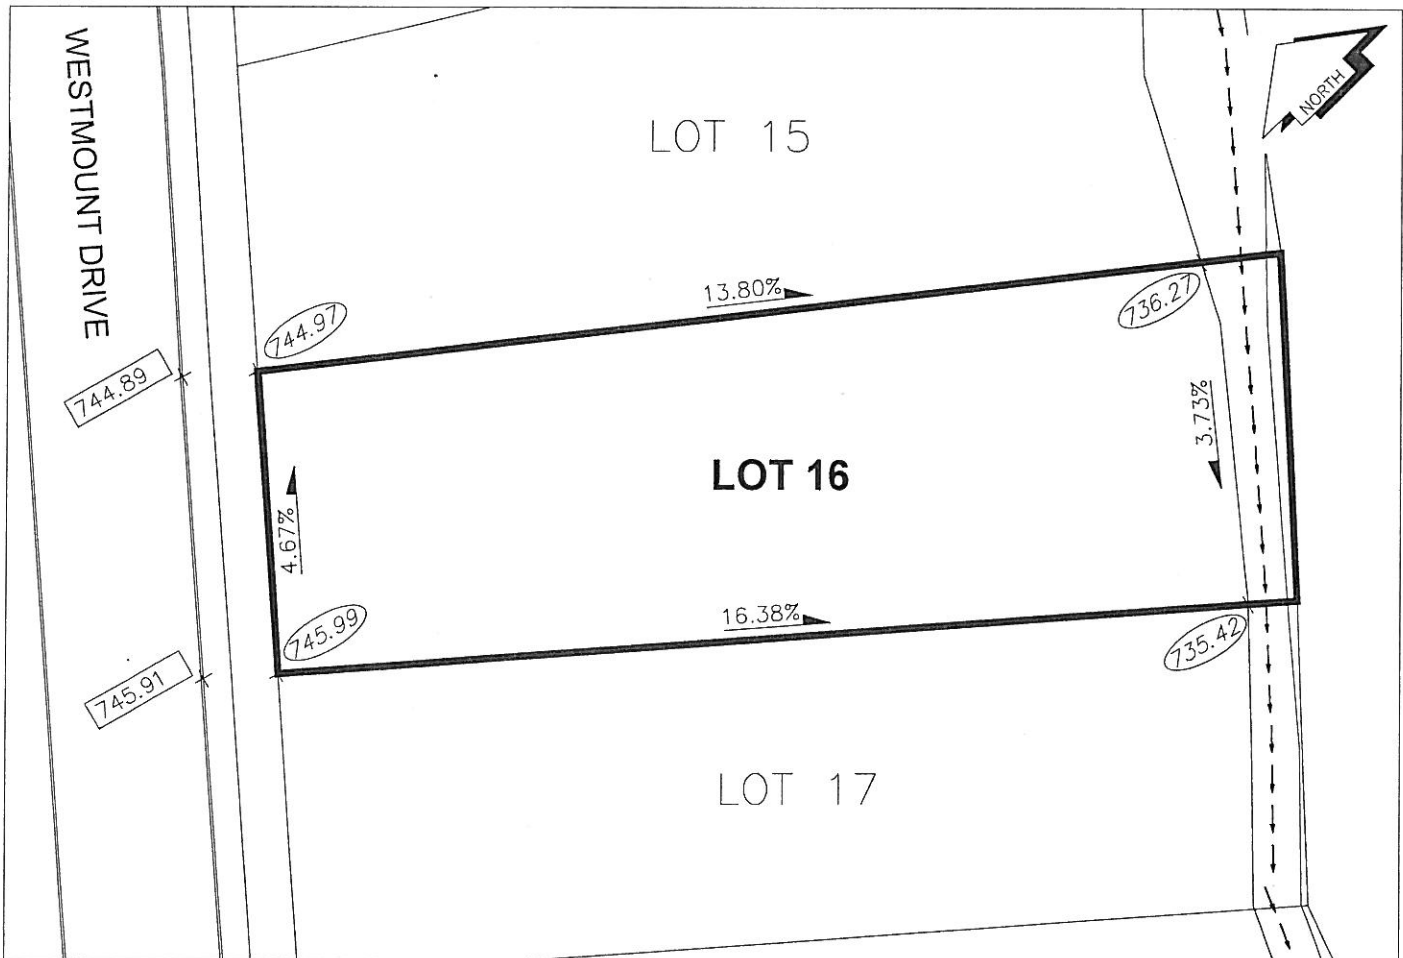 WESTMOUNT DRIVE
NORTH
LOT 15
13.80%
736.27
744.97
744.89
3.73%
LOT 16
4.67%
745.99
16.38%
735.42
745.91
LOT 17